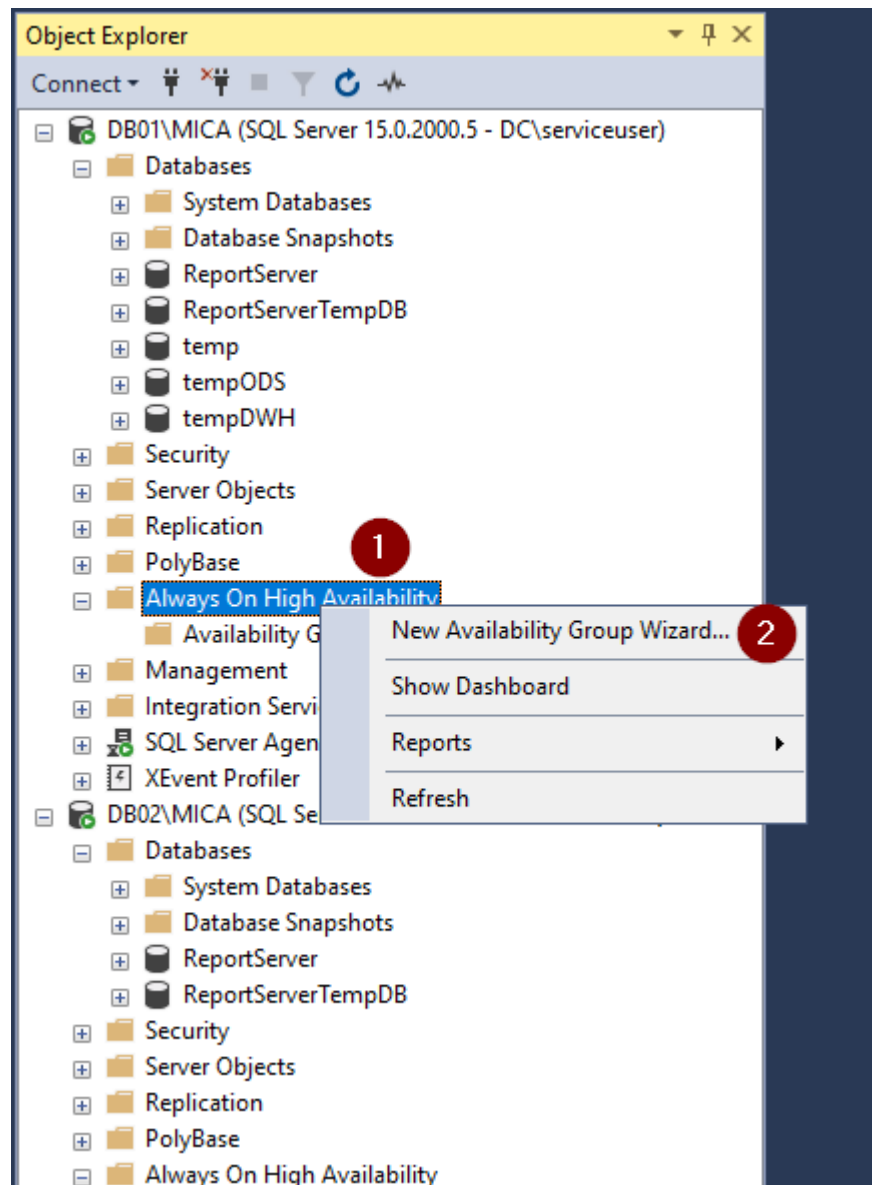 Object Explorer
Connect
DB01\MICA (SQL Server 15.0.2000.5 - DC\serviceuser)
Databases
System Databases
Database Snapshots
ReportServer
ReportServerTempDB
temp
tempODS
tempDWH
Security
Server Objects
Replication
1
PolyBase
Always On High Availability
Availability G
New Availability Group Wizard... 2
Management
Show Dashboard
Integration Servi
SQL Server Agen
Reports
XEvent Profiler
Refresh
DB02\MICA (SQL Se
Databases
System Databases
Database Snapshots
ReportServer
ReportServerTempDB
Security
Server Objects
Replication
PolyBase
Always On High Availability